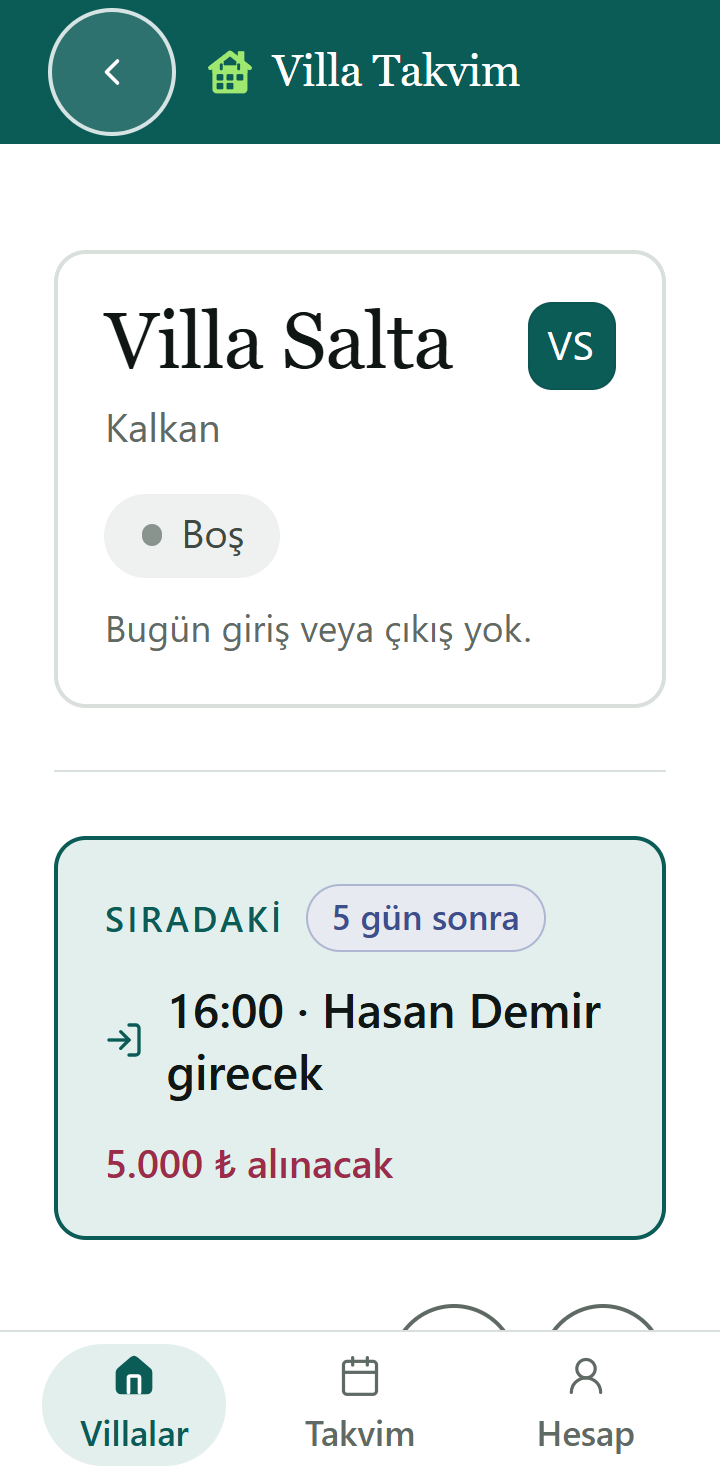 Villa Takvim
Villa Salta
VS
Kalkan
Boş
Bugün giriş veya çıkış yok.
SIRADAKİ
5 gün sonra
16:00 · Hasan Demir
girecek
5.000 ₺ alınacak
Villalar
Takvim
Hesap